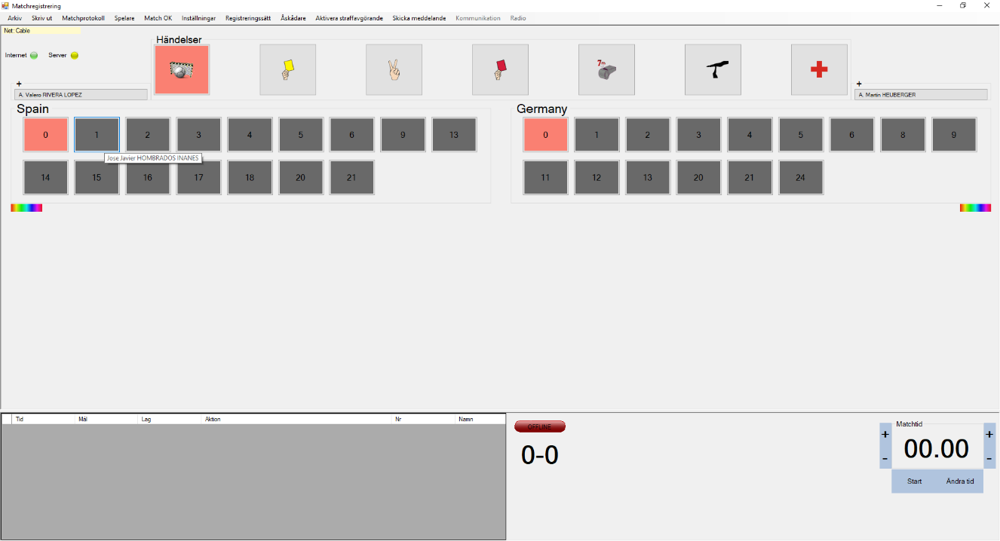 Matchregistrering
Arkiv Skriv ut Matchprotokoll Spelare Match OK Inställningar Registreringssätt Åskådare Aktivera straffavgörande Skicka meddelande Kommunikation Radio
Net: Cable
Händelser
Internet Server
7m
+ +
A. Valero RIVERA LOPEZ A. Martin HEUBERGER
Spain Germany
0 1 2 3 4 5 6 9 13 0 1 2 3 4 5 6 8 9
Jose Javier HOMBRADOS INANES
14 15 16 17 18 20 21 11 12 13 20 21 24
Tid Mål Lag Aktion Nr Namn
OFFLINE
Matchtid
+ +
0-0 00.00
- -
Start Ändra tid